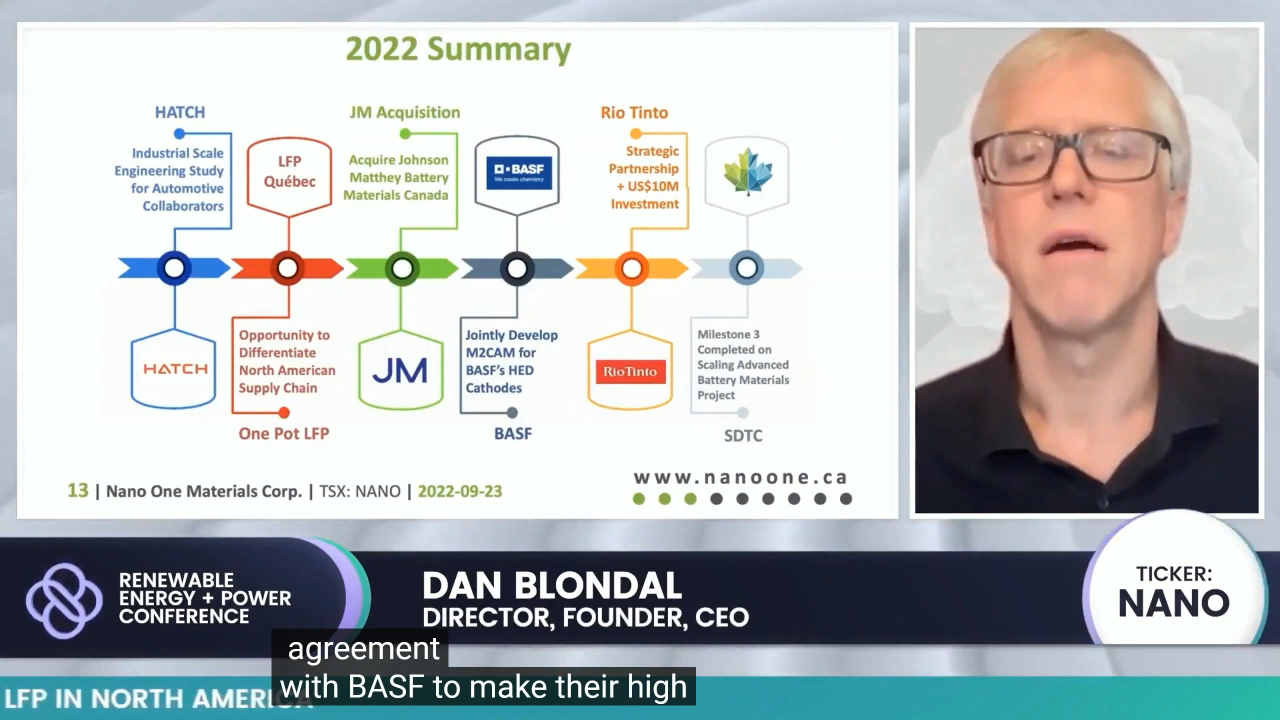 2022 Summary
HATCH
Industrial Scale
Engineering Study
for Automotive
Collaborators
HATCH
LFP
Québec
Opportunity to
Differentiate
North American
Supply Chain
One Pot LFP
JM Acquisition
Acquire Johnson
Matthey Battery
Materials Canada
JM
BASF
We create chemistry
Jointly Develop
M2CAM for
BASF's HED
Cathodes
BASF
Rio Tinto
Strategic
Partnership
+ US$10M
Investment
RioTinto
Milestone 3
Completed on
Scaling Advanced
Battery Materials
Project
SDTC
13 | Nano One Materials Corp. | TSX: NANO | 2022-09-23
www.nanoone.ca
RENEWABLE
ENERGY + POWER
CONFERENCE
DAN BLONDAL
DIRECTOR, FOUNDER, CEO
TICKER:
NANO
agreement
with BASF to make their high
LFP IN NORTH AMERICA